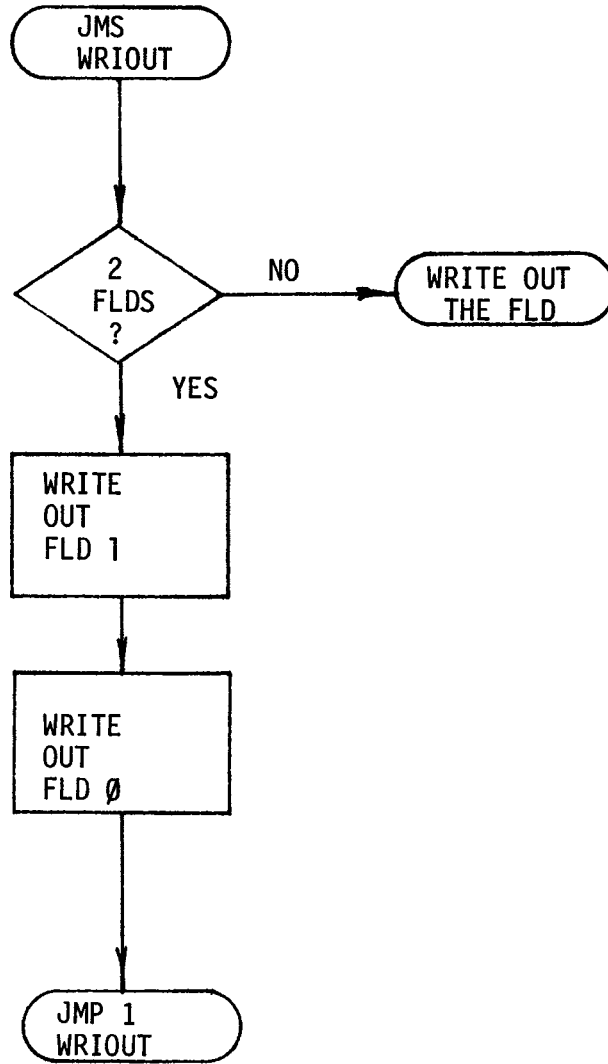 JMS
WRIOUT
2
FLDS
?
NO
WRITE OUT
THE FLD
YES
WRITE
OUT
FLD 1
WRITE
OUT
FLD Ø
JMP 1
WRIOUT